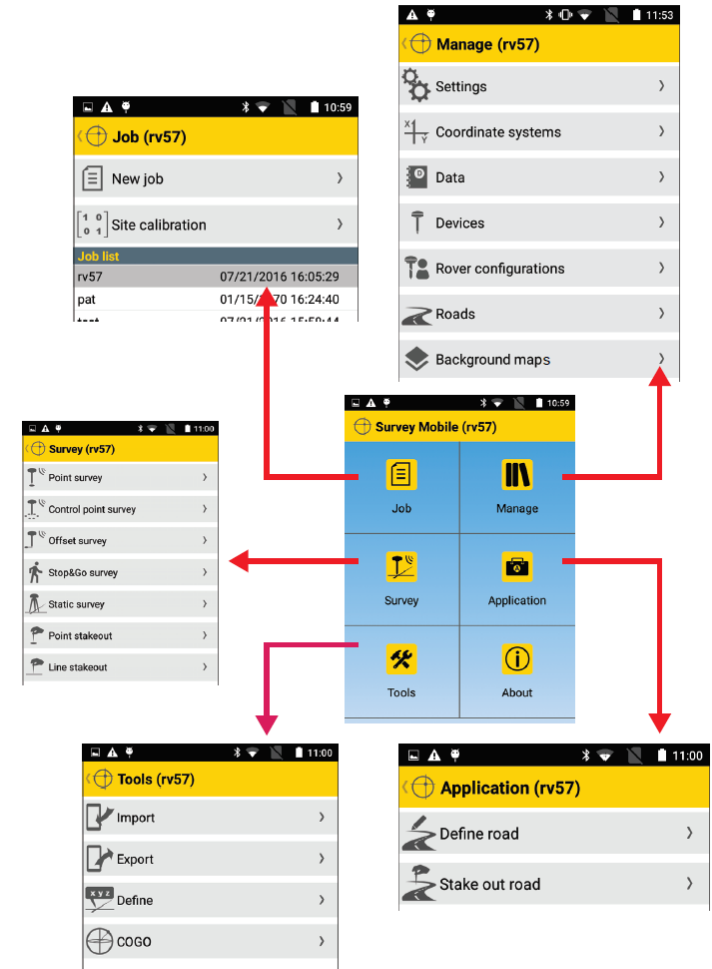 11:53
Manage (rv57)
Settings
X1
Y
Coordinate systems
Data
Devices
Rover configurations
Roads
Background maps
10:59
Job (rv57)
New job
1 0
0 1
Site calibration
Job list
rv57 07/21/2016 16:05:29
pat 01/15/1970 16:24:40
11:00
Survey (rv57)
Point survey
Control point survey
Offset survey
Stop&Go survey
Static survey
Point stakeout
Line stakeout
10:59
Survey Mobile (rv57)
Job Manage
Survey Application
Tools About
11:00
Tools (rv57)
Import
Export
x y z
Define
COGO
11:00
Application (rv57)
Define road
Stake out road